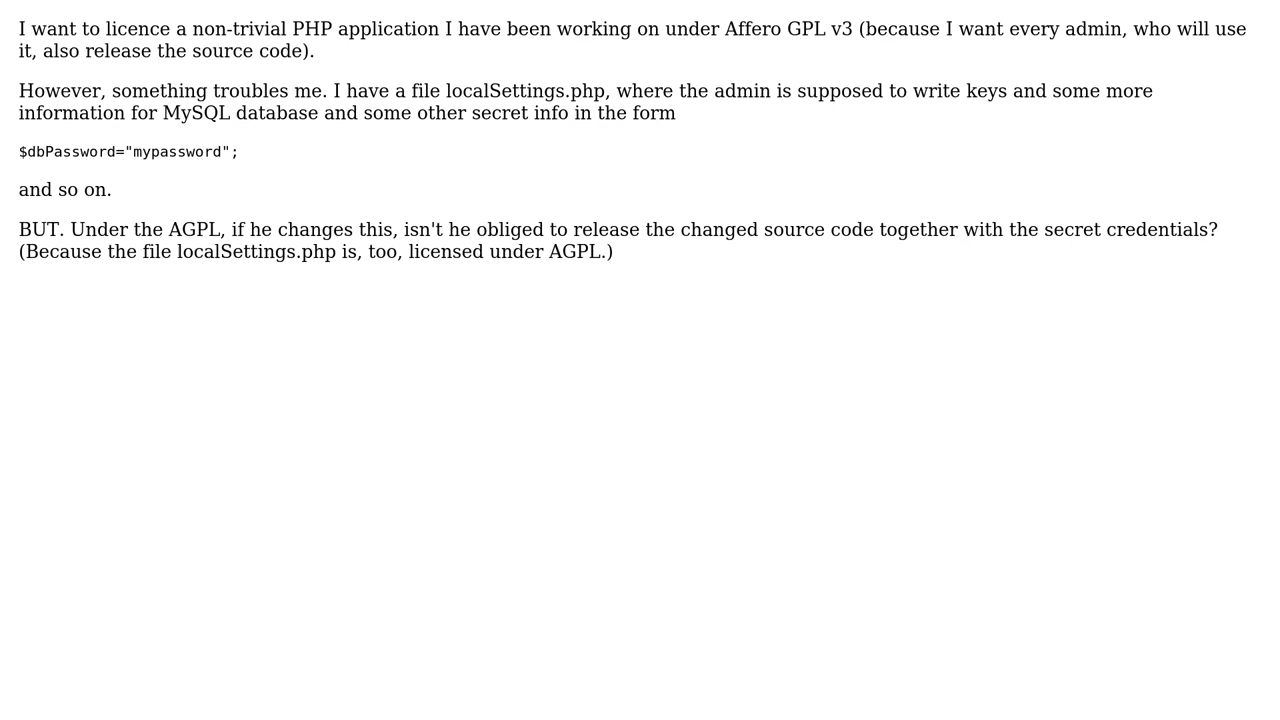 I want to licence a non-trivial PHP application I have been working on under Affero GPL v3 (because I want every admin, who will use
it, also release the source code).
However, something troubles me. I have a file localSettings.php, where the admin is supposed to write keys and some more
information for MySQL database and some other secret info in the form
$dbPassword="mypassword";
and so on.
BUT. Under the AGPL, if he changes this, isn't he obliged to release the changed source code together with the secret credentials?
(Because the file localSettings.php is, too, licensed under AGPL.)